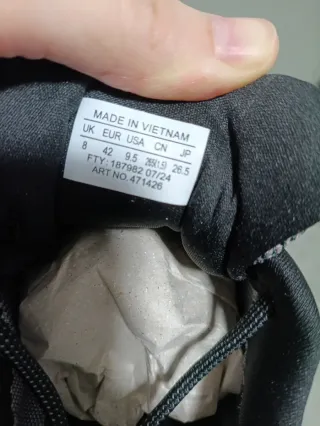 MADE IN VIETNAM
UK EUR USA CN JP
8 42 9.5 260/1.9 26.5
FTY: 187982 07/24
ART NO. 471426